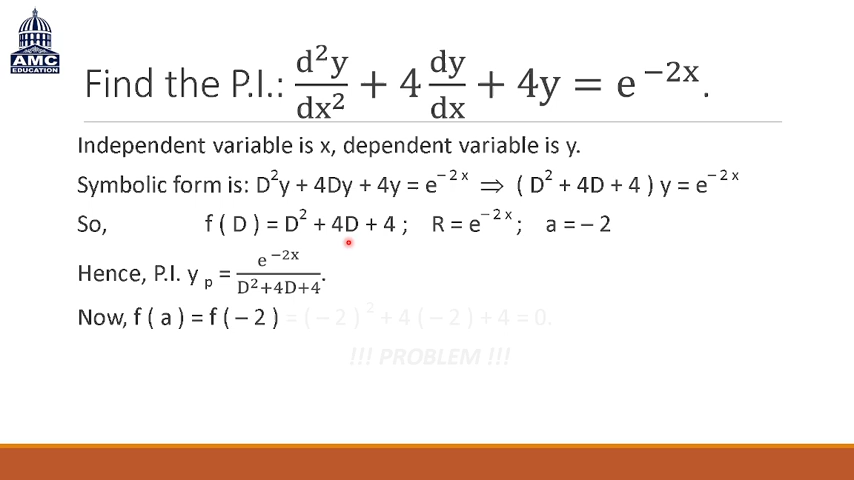 AMC
EDUCATION
Find the P.I.: d²y/dx² + 4 dy/dx + 4y = e⁻²ˣ.
Independent variable is x, dependent variable is y.
Symbolic form is: D²y + 4Dy + 4y = e⁻²ˣ ⇒ ( D² + 4D + 4 ) y = e⁻²ˣ
So, f ( D ) = D² + 4D + 4 ; R = e⁻²ˣ ; a = – 2
Hence, P.I. y ₚ = e⁻²ˣ/D²+4D+4.
Now, f ( a ) = f ( – 2 ) = ( – 2 )² + 4 ( – 2 ) + 4 = 0.
!!! PROBLEM !!!